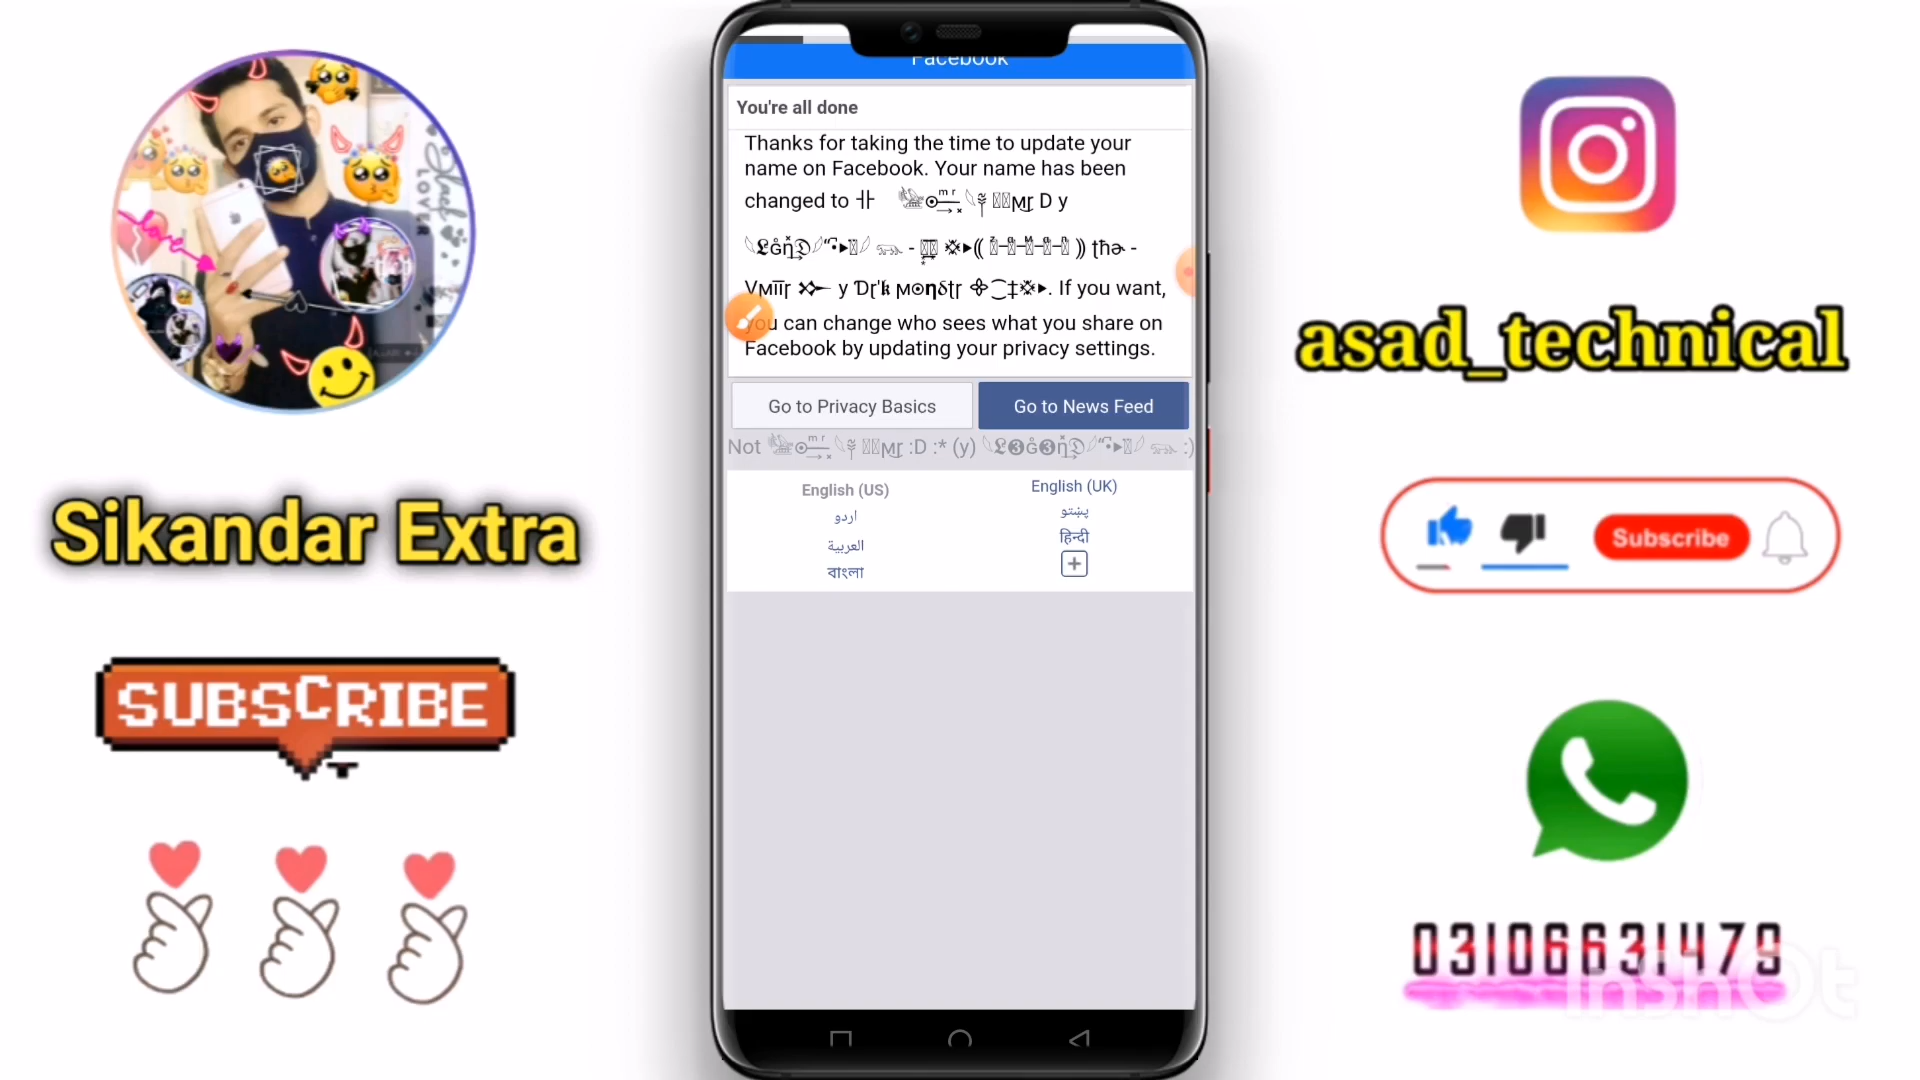 Facebook
You're all done
Thanks for taking the time to update your
name on Facebook. Your name has been
changed to
D y
y
. If you want,
you can change who sees what you share on
Facebook by updating your privacy settings.
Go to Privacy Basics
Go to News Feed
Not
:D :* (y)
:)
English (US)
English (UK)
اردو
پښتو
العربية
हिन्दी
বাংলা
LOVER
love
Sikandar Extra
SUBSCRIBE
asad_technical
Subscribe
03106631479
InShOt